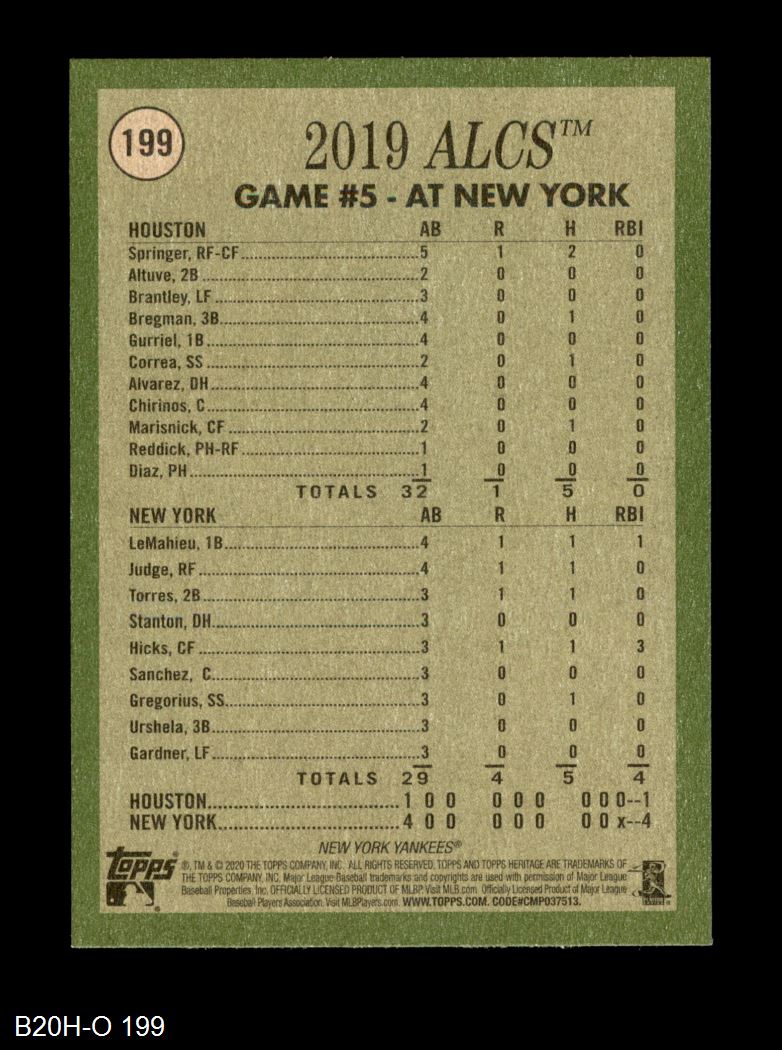 199
2019 ALCS™
GAME #5 - AT NEW YORK
HOUSTON AB R H RBI
Springer, RF-CF 5 1 2 0
Altuve, 2B 2 0 0 0
Brantley, LF 3 0 0 0
Bregman, 3B 4 0 1 0
Gurriel, 1B 4 0 0 0
Correa, SS 2 0 1 0
Alvarez, DH 4 0 0 0
Chirinos, C 4 0 0 0
Marisnick, CF 2 0 1 0
Reddick, PH-RF 1 0 0 0
Diaz, PH 1 0 0 0
TOTALS 32 1 5 0
NEW YORK AB R H RBI
LeMahieu, 1B 4 1 1 1
Judge, RF 4 1 1 0
Torres, 2B 3 1 1 0
Stanton, DH 3 0 0 0
Hicks, CF 3 1 1 3
Sanchez, C 3 0 0 0
Gregorius, SS 3 0 1 0
Urshela, 3B 3 0 0 0
Gardner, LF 3 0 0 0
TOTALS 29 4 5 4
HOUSTON 1 0 0 0 0 0 0 0 0--1
NEW YORK 4 0 0 0 0 0 0 0 x--4
NEW YORK YANKEES®
Topps
®, TM & © 2020 THE TOPPS COMPANY, INC. ALL RIGHTS RESERVED. TOPPS AND TOPPS HERITAGE ARE TRADEMARKS OF
THE TOPPS COMPANY, INC. Major League Baseball trademarks and copyrights are used with permission of Major League
Baseball Properties, Inc. OFFICIALLY LICENSED PRODUCT OF MLBP Visit MLB.com. Officially Licensed Product of Major League
Baseball Players Association. Visit MLBPlayers.com. WWW.TOPPS.COM. CODE#CMP037513.
B20H-O 199